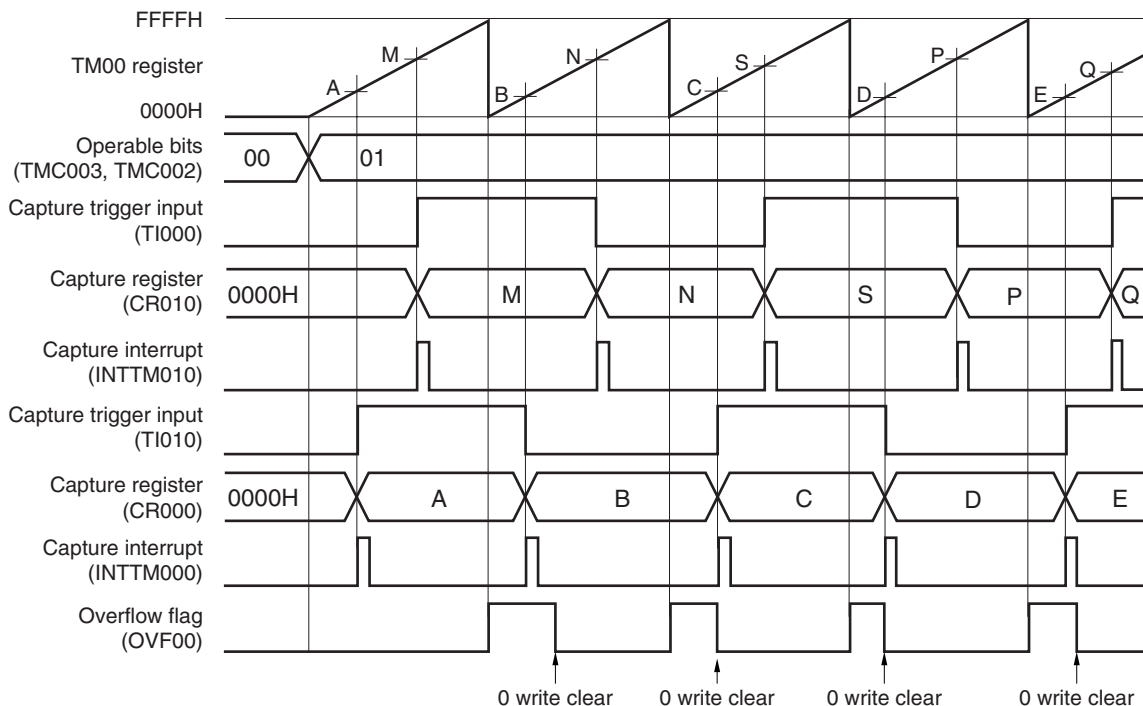 FFFFH
TM00 register
0000H
A M B N C S D P E Q
Operable bits
(TMC003, TMC002)
00 01
Capture trigger input
(TI000)
Capture register
(CR010)
0000H M N S P Q
Capture interrupt
(INTTM010)
Capture trigger input
(TI010)
Capture register
(CR000)
0000H A B C D E
Capture interrupt
(INTTM000)
Overflow flag
(OVF00)
0 write clear 0 write clear 0 write clear 0 write clear